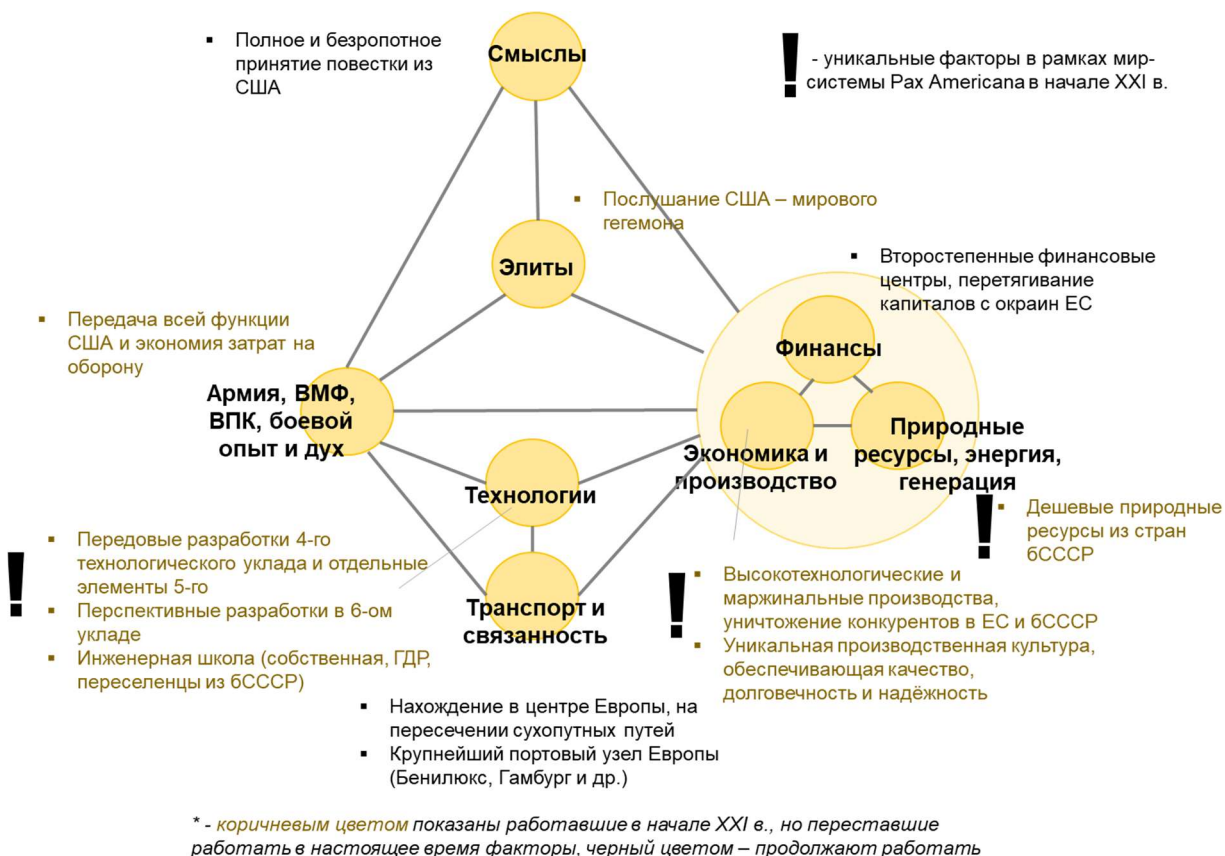 Смыслы
▪ Полное и безропотное
принятие повестки из
США
! - уникальные факторы в рамках мир-
системы Pax Americana в начале XXI в.
▪ Послушание США – мирового
гегемона
Элиты
▪ Второстепенные финансовые
центры, перетягивание
капиталов с окраин ЕС
▪ Передача всей функции
США и экономия затрат на
оборону
Финансы
Армия, ВМФ,
ВПК, боевой
опыт и дух
Экономика и
производство
Природные
ресурсы, энергия,
генерация
Технологии
! ▪ Дешевые природные
ресурсы из стран
бСССР
! ▪ Передовые разработки 4-го
технологического уклада и отдельные
элементы 5-го
▪ Перспективные разработки в 6-ом
укладе
▪ Инженерная школа (собственная, ГДР,
переселенцы из бСССР)
Транспорт и
связанность
! ▪ Высокотехнологические и
маржинальные производства,
уничтожение конкурентов в ЕС и бСССР
▪ Уникальная производственная культура,
обеспечивающая качество,
долговечность и надёжность
▪ Нахождение в центре Европы, на
пересечении сухопутных путей
▪ Крупнейший портовый узел Европы
(Бенилюкс, Гамбург и др.)
* - коричневым цветом показаны работавшие в начале XXI в., но переставшие
работать в настоящее время факторы, черный цветом – продолжают работать